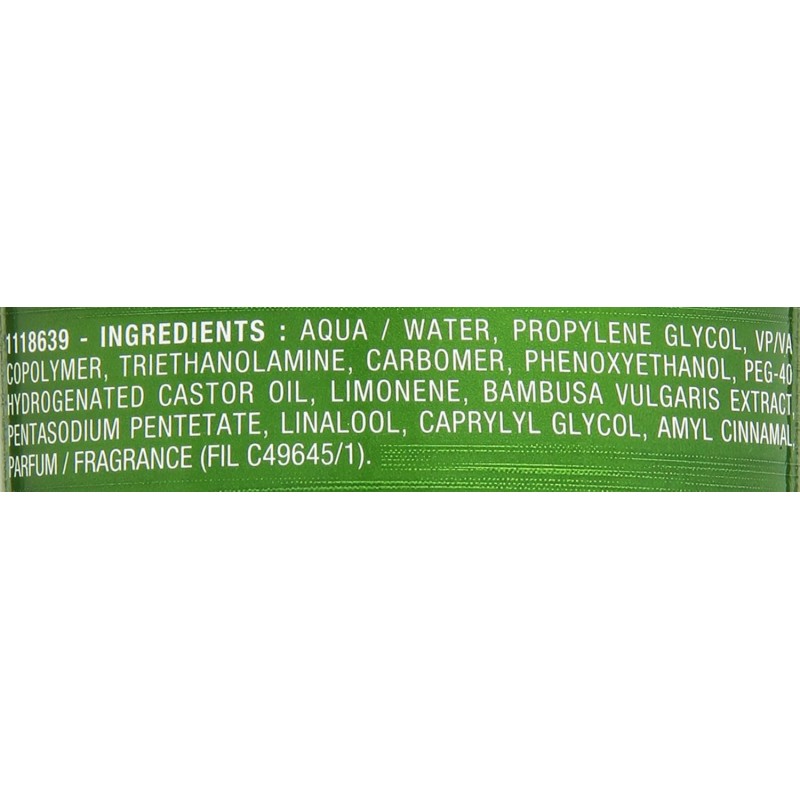 1118639 - INGREDIENTS : AQUA / WATER, PROPYLENE GLYCOL, VP/VA
COPOLYMER, TRIETHANOLAMINE, CARBOMER, PHENOXYETHANOL, PEG-40
HYDROGENATED CASTOR OIL, LIMONENE, BAMBUSA VULGARIS EXTRACT,
PENTASODIUM PENTETATE, LINALOOL, CAPRYLYL GLYCOL, AMYL CINNAMAL,
PARFUM / FRAGRANCE (FIL C49645/1).